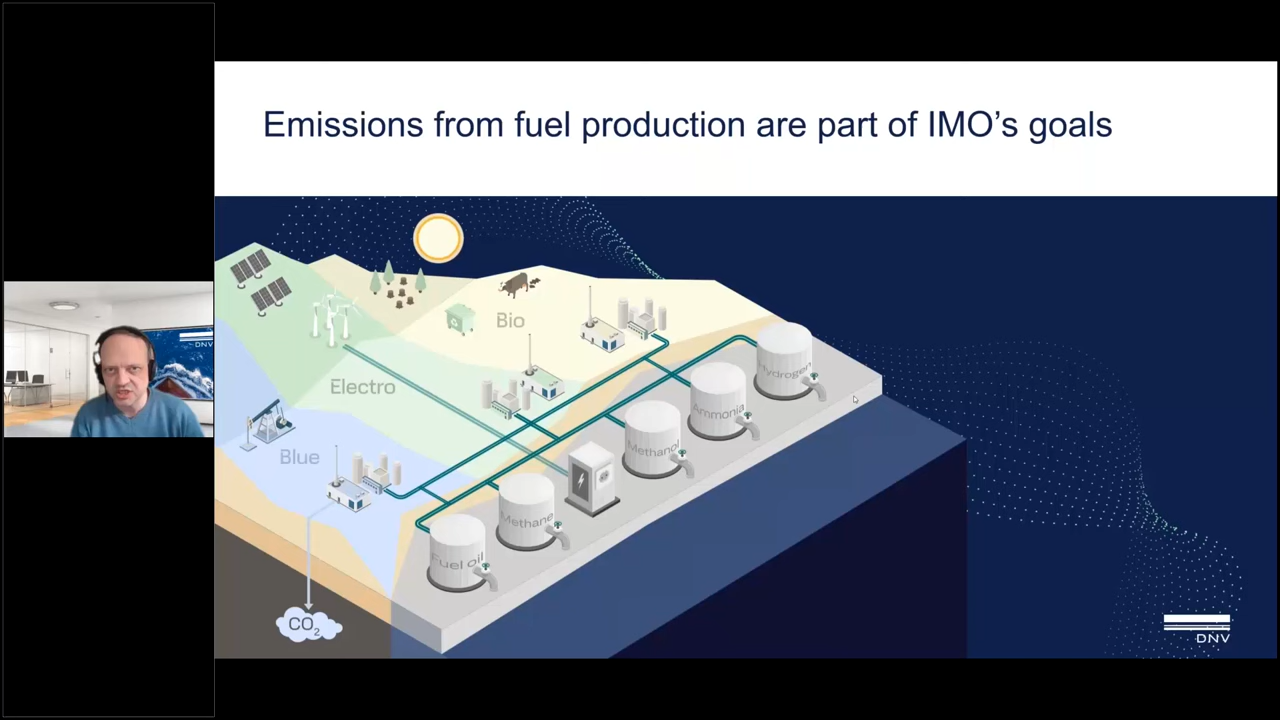 Emissions from fuel production are part of IMO's goals
Bio
Electro
Blue
Hydrogen
Ammonia
Methanol
Methane
Fuel oil
CO2
DNV
DNV